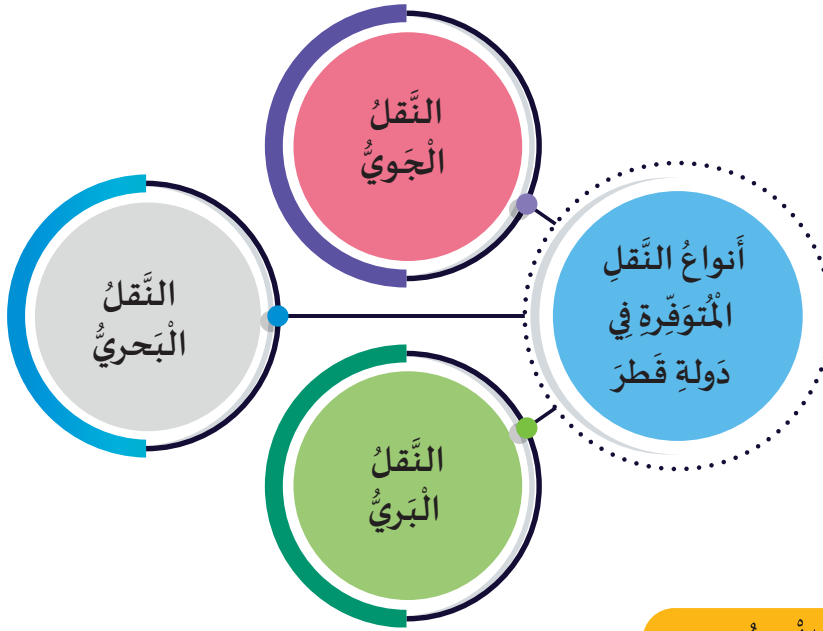 أَنواعُ النَّقلِ
الْمُتوَفِّرةِ فِي
دَولةِ قَطرَ
النَّقلُ
الْجَويُّ
النَّقلُ
الْبَحريُّ
النَّقلُ
الْبَريُّ